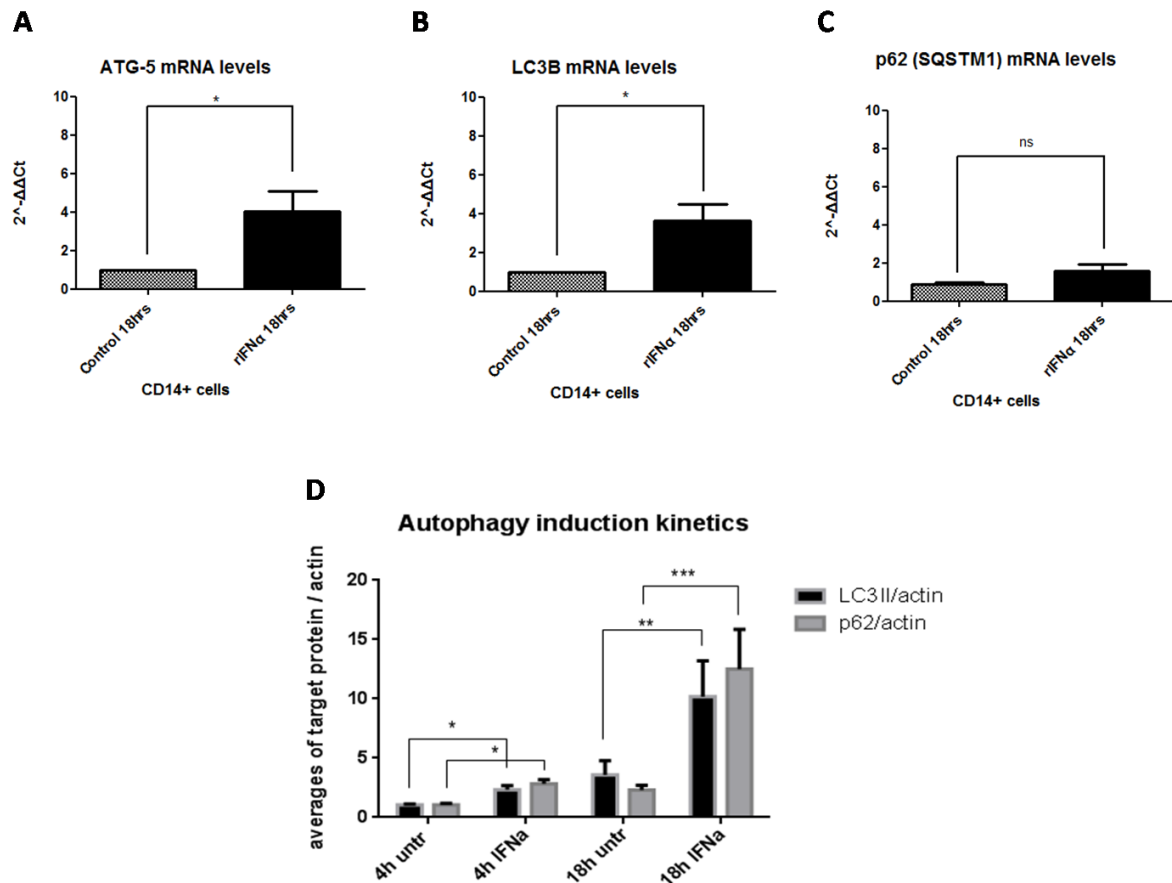 A
ATG-5 mRNA levels
10
8
6
4
2
0
2^-ΔΔCt
*
Control 18hrs
rIFNα 18hrs
CD14+ cells
B
LC3B mRNA levels
10
8
6
4
2
0
2^-ΔΔCt
*
Control 18hrs
rIFNα 18hrs
CD14+ cells
C
p62 (SQSTM1) mRNA levels
10
8
6
4
2
0
2^-ΔΔCt
ns
Control 18hrs
rIFNα 18hrs
CD14+ cells
D
Autophagy induction kinetics
averages of target protein / actin
20
15
10
5
0
*
*
**
***
4h untr
4h IFNa
18h untr
18h IFNa
LC3II/actin
p62/actin